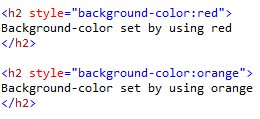 <h2 style="background-color:red">
Background-color set by using red
</h2>
<h2 style="background-color:orange">
Background-color set by using orange
</h2>